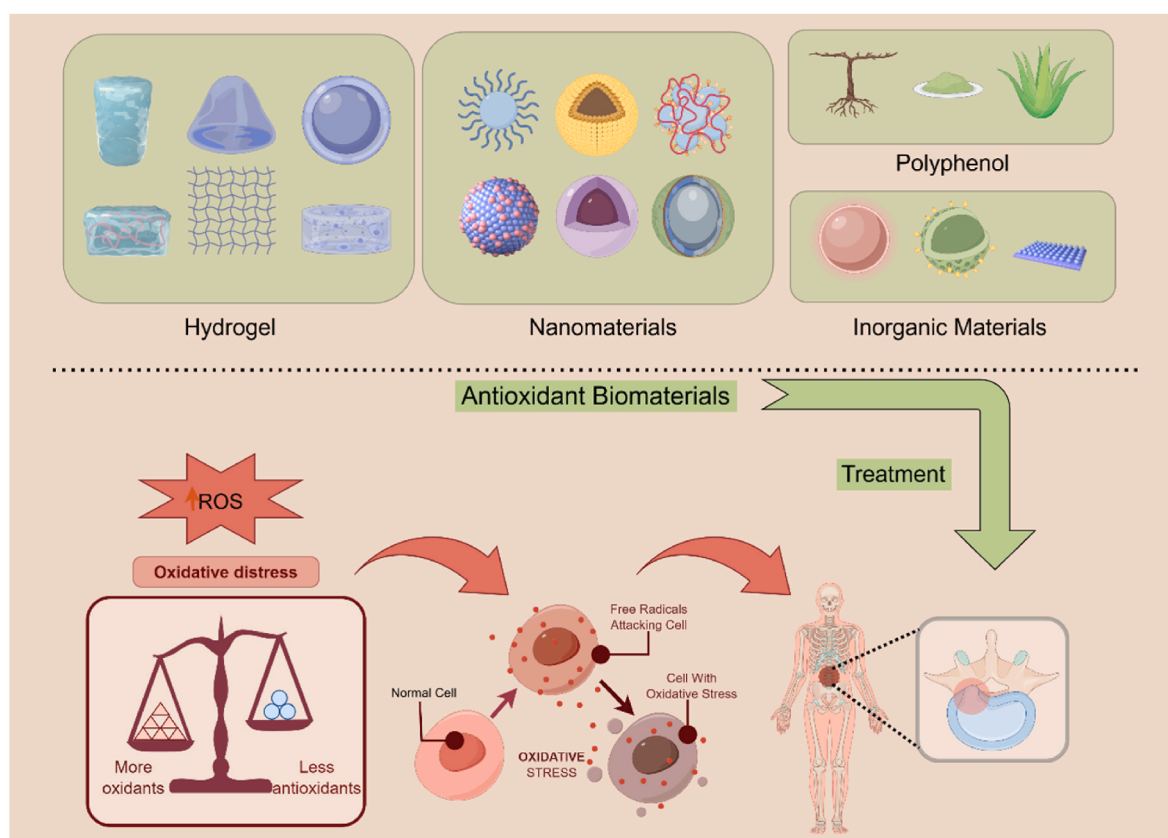 Polyphenol
Hydrogel
Nanomaterials
Inorganic Materials
Antioxidant Biomaterials
Treatment
ROS
Oxidative distress
More
oxidants
Less
antioxidants
Normal Cell
Free Radicals
Attacking Cell
Cell With
Oxidative Stress
OXIDATIVE
STRESS